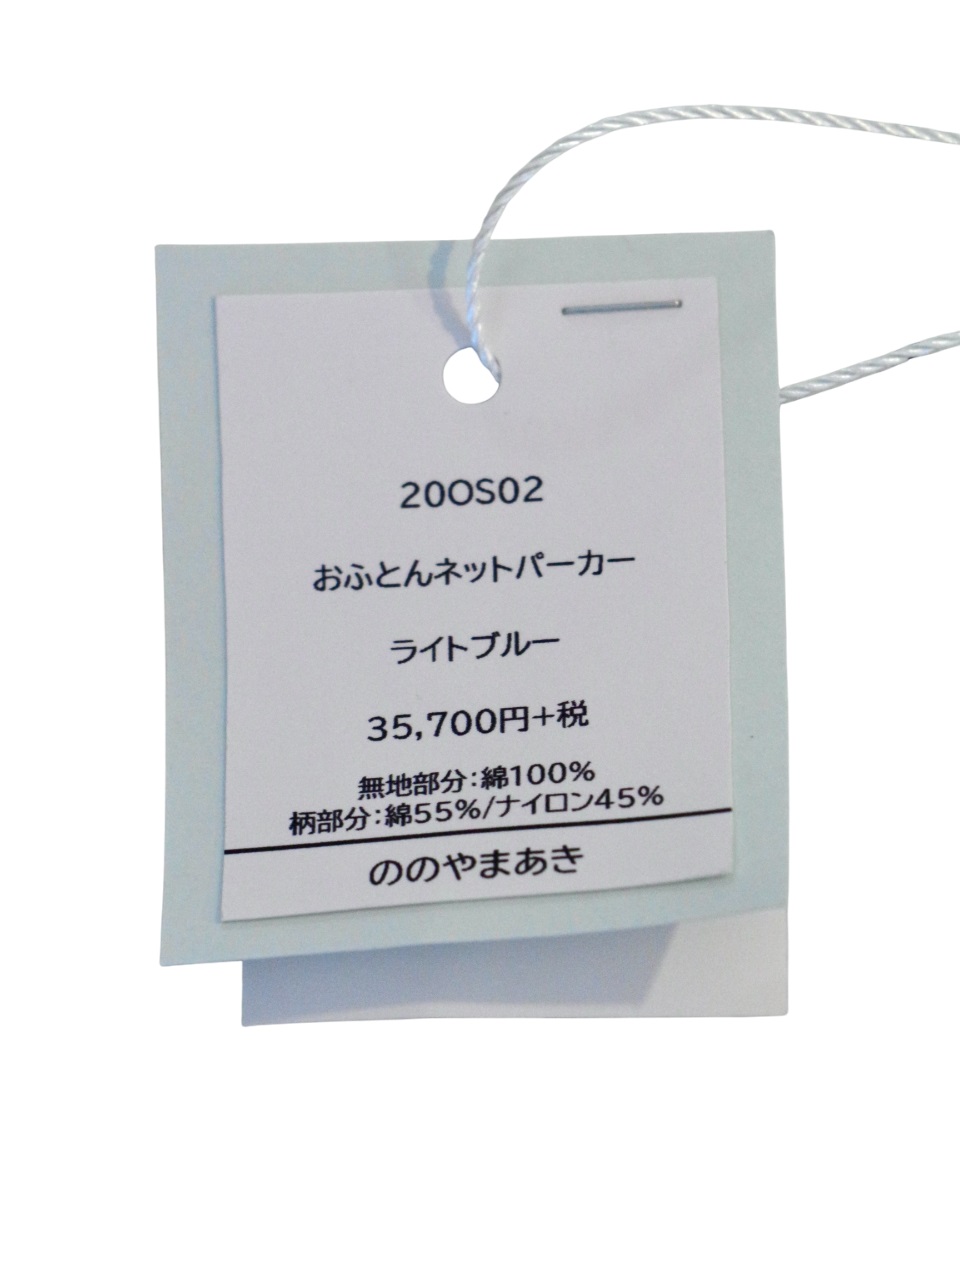 20OS02
おふとんネットパーカー
ライトブルー
35,700円+税
無地部分:綿100%
柄部分:綿55%/ナイロン45%
ののやまあき